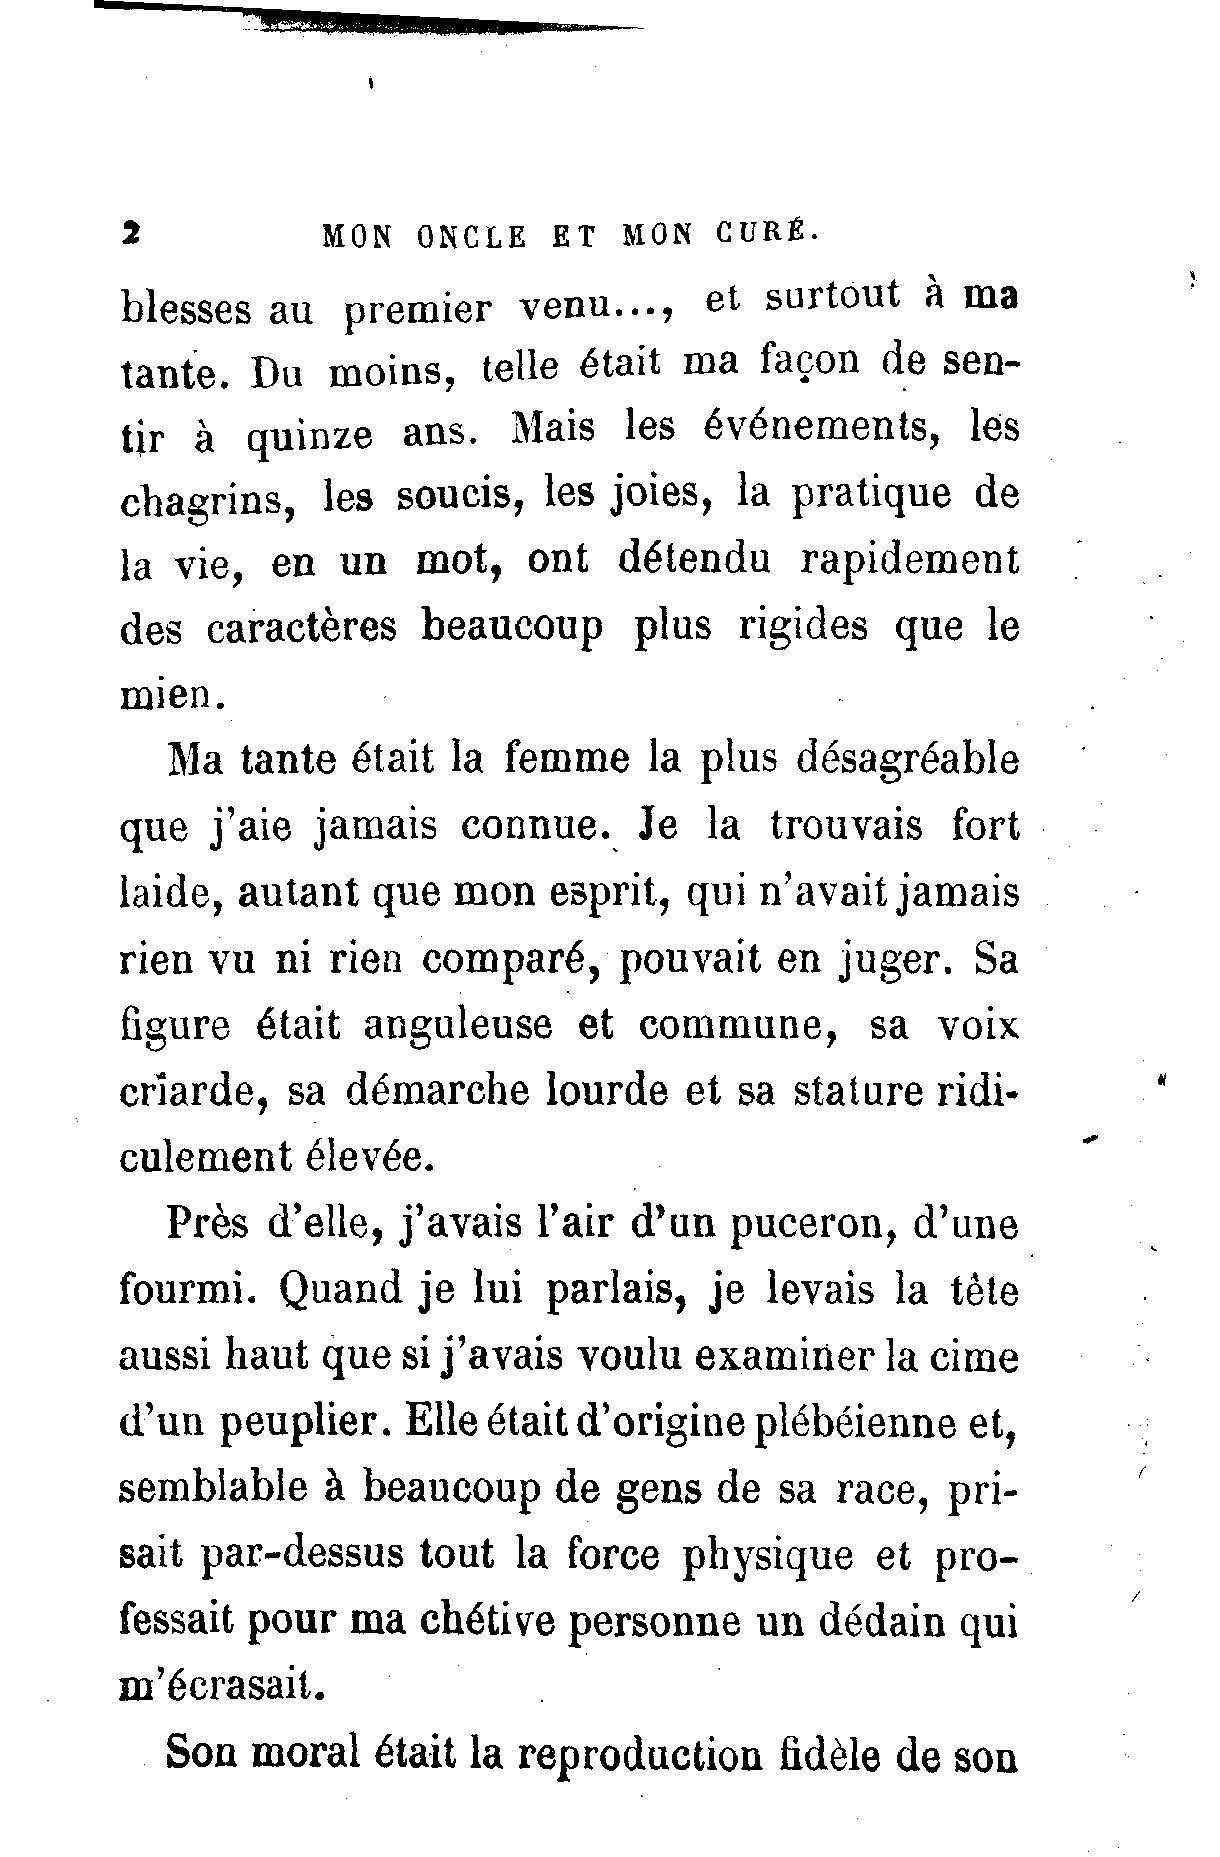 2 MON ONCLE ET MON CURÉ.
blesses au premier venu..., et surtout à ma
tante. Du moins, telle était ma façon de sen-
tir à quinze ans. Mais les événements, les
chagrins, les soucis, les joies, la pratique de
la vie, en un mot, ont détendu rapidement
des caractères beaucoup plus rigides que le
mien.
Ma tante était la femme la plus désagréable
que j'aie jamais connue. Je la trouvais fort
laide, autant que mon esprit, qui n'avait jamais
rien vu ni rien comparé, pouvait en juger. Sa
figure était anguleuse et commune, sa voix
criarde, sa démarche lourde et sa stature ridi-
culement élevée.
Près d'elle, j'avais l'air d'un puceron, d'une
fourmi. Quand je lui parlais, je levais la tête
aussi haut que si j'avais voulu examiner la cime
d'un peuplier. Elle était d'origine plébéienne et,
semblable à beaucoup de gens de sa race, pri-
sait par-dessus tout la force physique et pro-
fessait pour ma chétive personne un dédain qui
m'écrasait.
Son moral était la reproduction fidèle de son